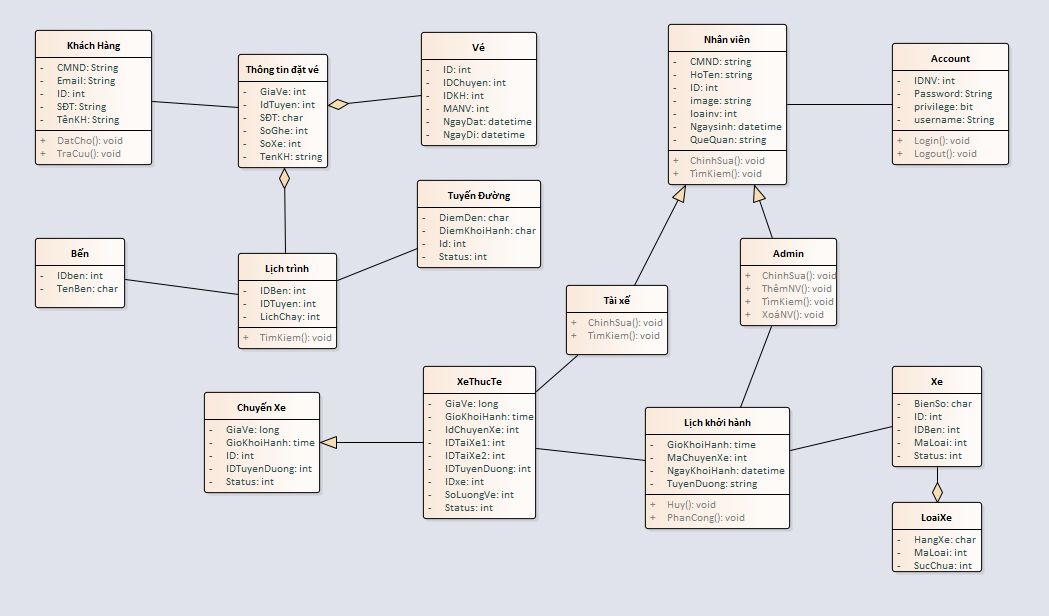 Khách Hàng
- CMND: String
- Email: String
- ID: int
- SĐT: String
- TênKH: String
+ DatCho(): void
+ TraCuu(): void
Thông tin đặt vé
- GiaVe: int
- IdTuyen: int
- SĐT: char
- SoGhe: int
- SoXe: int
- TenKH: string
Vé
- ID: int
- IDChuyen: int
- IDKH: int
- MANV: int
- NgayDat: datetime
- NgayDi: datetime
Nhân viên
- CMND: string
- HoTen: string
- ID: int
- image: string
- loainv: int
- Ngaysinh: datetime
- QueQuan: string
+ ChinhSua(): void
+ TimKiem(): void
Account
- IDNV: int
- Password: String
- privilege: bit
- username: String
+ Login(): void
+ Logout(): void
Tuyến Đường
- DiemDen: char
- DiemKhoiHanh: char
- Id: int
- Status: int
Bến
- IDben: int
- TenBen: char
Lịch trình
- IDBen: int
- IDTuyen: int
- LichChay: int
+ TimKiem(): void
Tài xế
+ ChinhSua(): void
+ TimKiem(): void
Admin
+ ChinhSua(): void
+ ThêmNV(): void
+ TimKiem(): void
+ XoáNV(): void
Chuyến Xe
- GiaVe: long
- GioKhoiHanh: time
- ID: int
- IDTuyenDuong: int
- Status: int
XeThucTe
- GiaVe: long
- GioKhoiHanh: time
- IdChuyenXe: int
- IDTaiXe1: int
- IDTaiXe2: int
- IDTuyenDuong: int
- IDxe: int
- SoLuongVe: int
- Status: int
Lịch khởi hành
- GioKhoiHanh: time
- MaChuyenXe: int
- NgayKhoiHanh: datetime
- TuyenDuong: string
+ Huy(): void
+ PhanCong(): void
Xe
- BienSo: char
- ID: int
- IDBen: int
- MaLoai: int
- Status: int
LoaiXe
- HangXe: char
- MaLoai: int
- SucChua: int